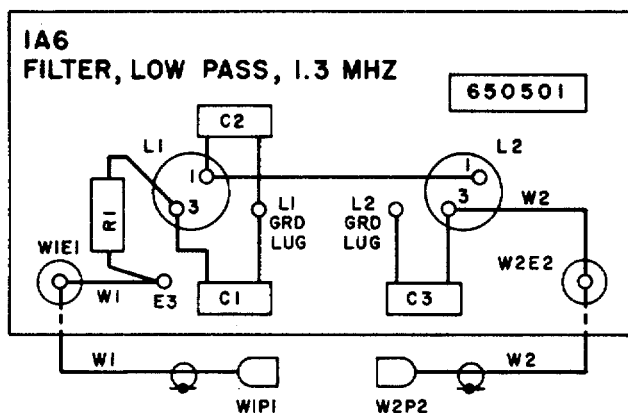 1A6
FILTER, LOW PASS, 1.3 MHZ
650501
C2
L1
L2
1
1
R1
3
3
W2
L1
GRD
LUG
L2
GRD
LUG
W1E1
W2E2
W1
E3
C1
C3
W1
W2
W1P1
W2P2